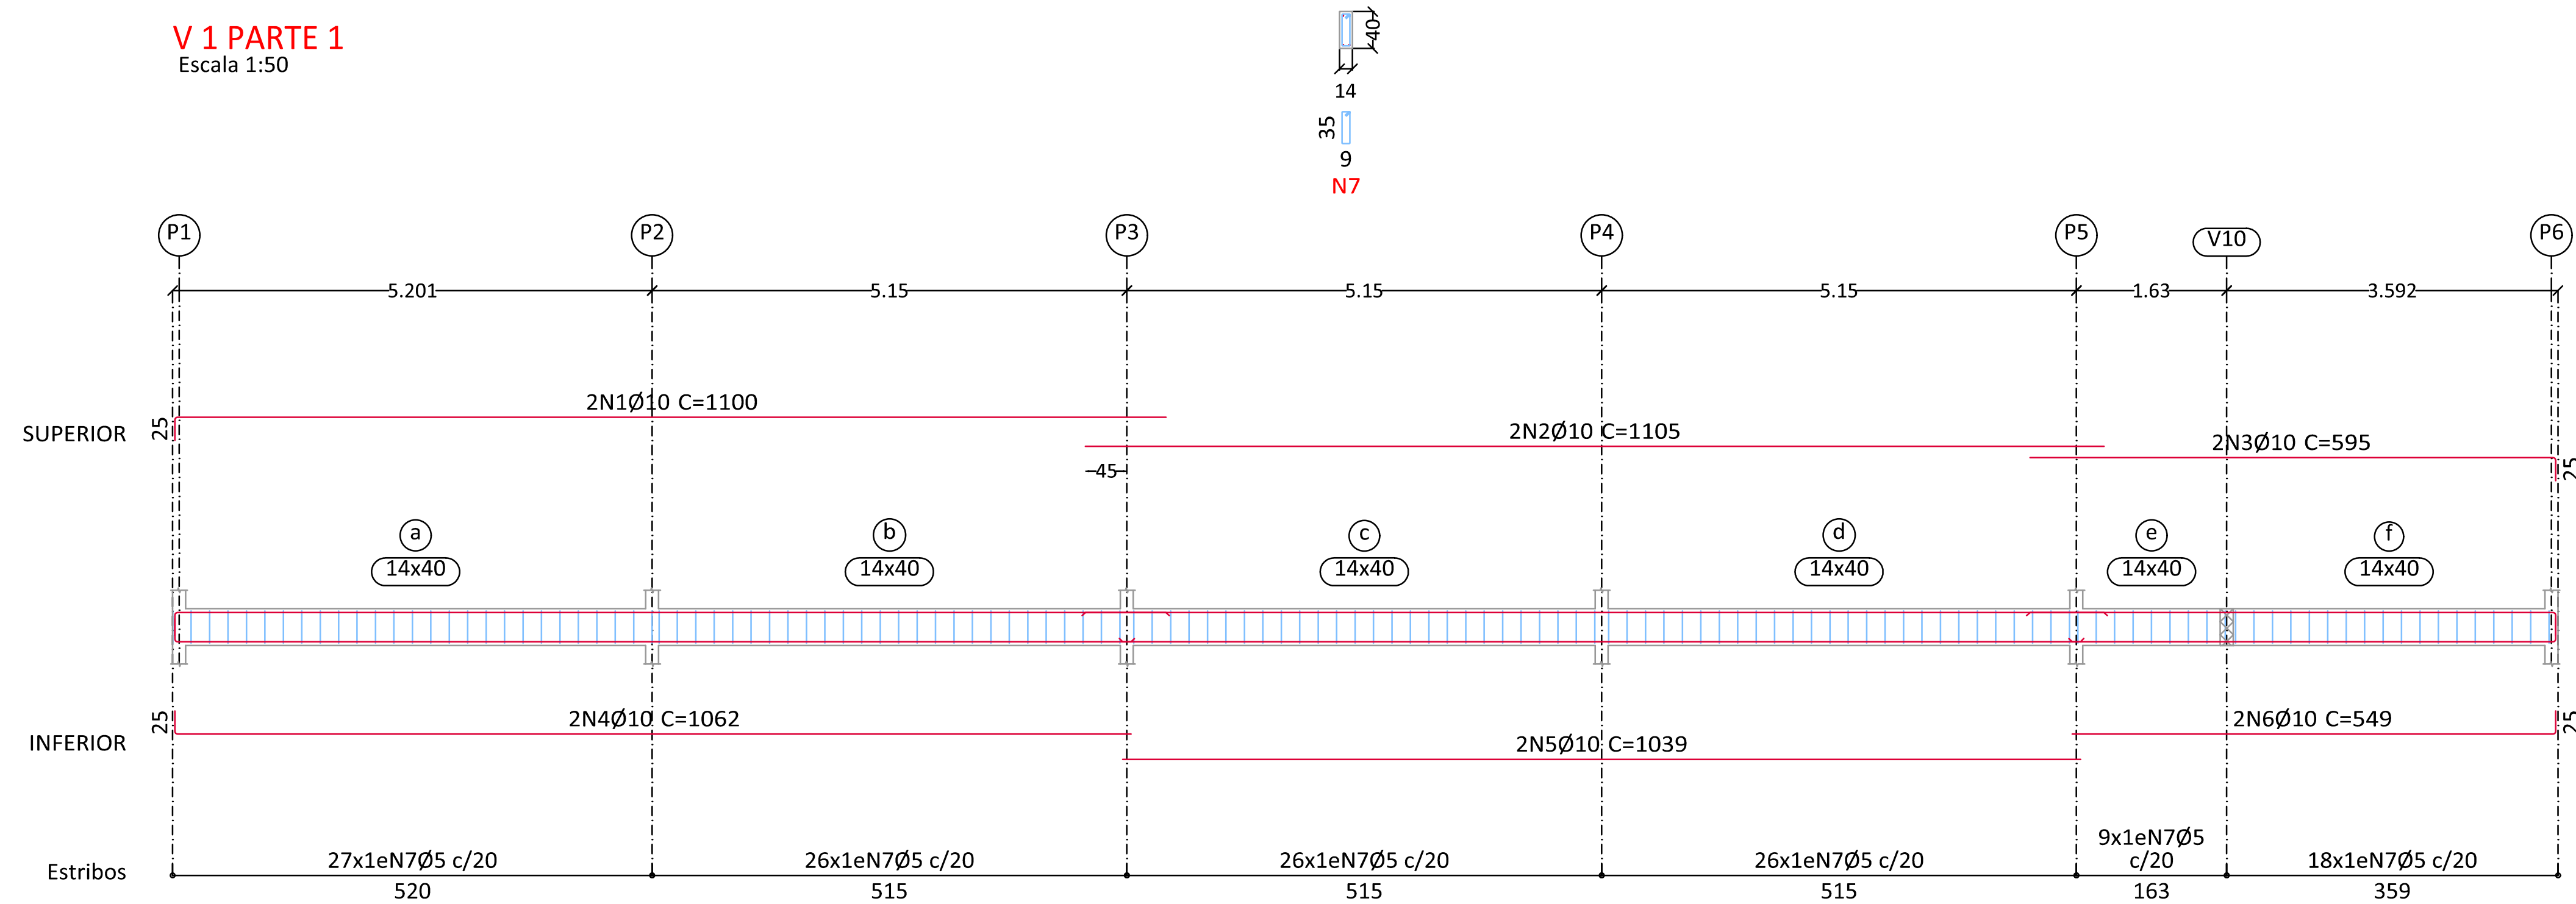 V 1 PARTE 1
Escala 1:50
40
14
35
9
N7
P1 P2 P3 P4 P5 V10 P6
5.201 5.15 5.15 5.15 1.63 3.592
2N1Ø10 C=1100
SUPERIOR 25 2N2Ø10 C=1105
2N3Ø10 C=595
45 25
a b c d e f
14x40 14x40 14x40 14x40 14x40 14x40
25 2N4Ø10 C=1062 2N6Ø10 C=549 25
INFERIOR 2N5Ø10 C=1039
9x1eN7Ø5
Estribos 27x1eN7Ø5 c/20 26x1eN7Ø5 c/20 26x1eN7Ø5 c/20 26x1eN7Ø5 c/20 c/20 18x1eN7Ø5 c/20
520 515 515 515 163 359